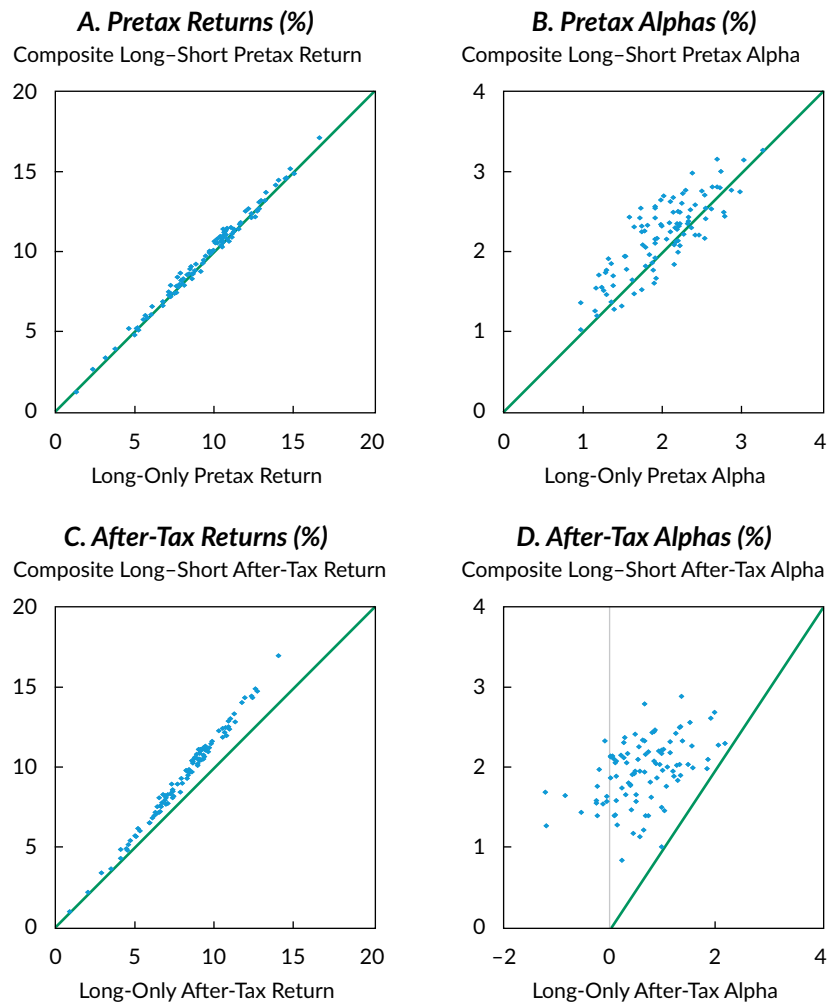 A. Pretax Returns (%)
Composite Long–Short Pretax Return
20
15
10
5
0
0 5 10 15 20
Long-Only Pretax Return
B. Pretax Alphas (%)
Composite Long–Short Pretax Alpha
4
3
2
1
0
0 1 2 3 4
Long-Only Pretax Alpha
C. After-Tax Returns (%)
Composite Long–Short After-Tax Return
20
15
10
5
0
0 5 10 15 20
Long-Only After-Tax Return
D. After-Tax Alphas (%)
Composite Long–Short After-Tax Alpha
4
3
2
1
0
−2 0 2 4
Long-Only After-Tax Alpha